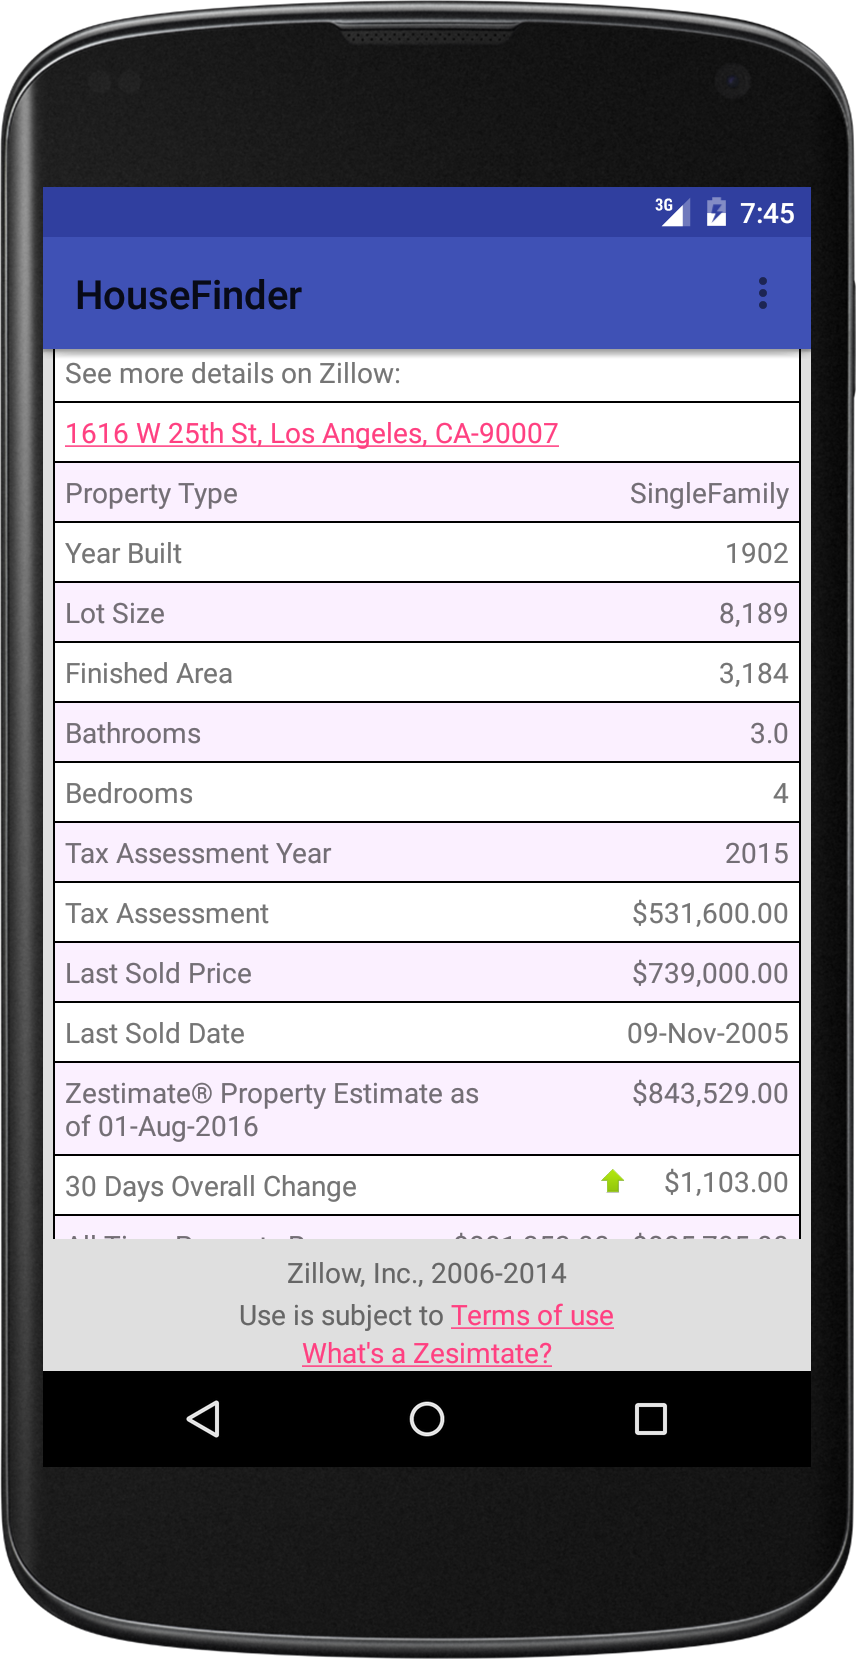 3G 7:45
HouseFinder
See more details on Zillow:
1616 W 25th St, Los Angeles, CA-90007
Property Type SingleFamily
Year Built 1902
Lot Size 8,189
Finished Area 3,184
Bathrooms 3.0
Bedrooms 4
Tax Assessment Year 2015
Tax Assessment $531,600.00
Last Sold Price $739,000.00
Last Sold Date 09-Nov-2005
Zestimate® Property Estimate as $843,529.00
of 01-Aug-2016
30 Days Overall Change $1,103.00
All Time Property
Zillow, Inc., 2006-2014
Use is subject to Terms of use
What's a Zesimtate?